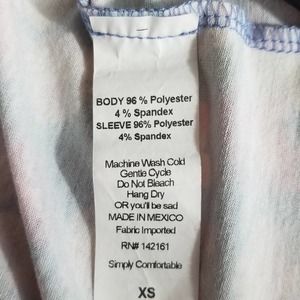 BODY 96 % Polyester
4 % Spandex
SLEEVE 96% Polyester
4% Spandex
Machine Wash Cold
Gentle Cycle
Do Not Bleach
Hang Dry
OR you'll be sad
MADE IN MEXICO
Fabric Imported
RN# 142161
Simply Comfortable
XS